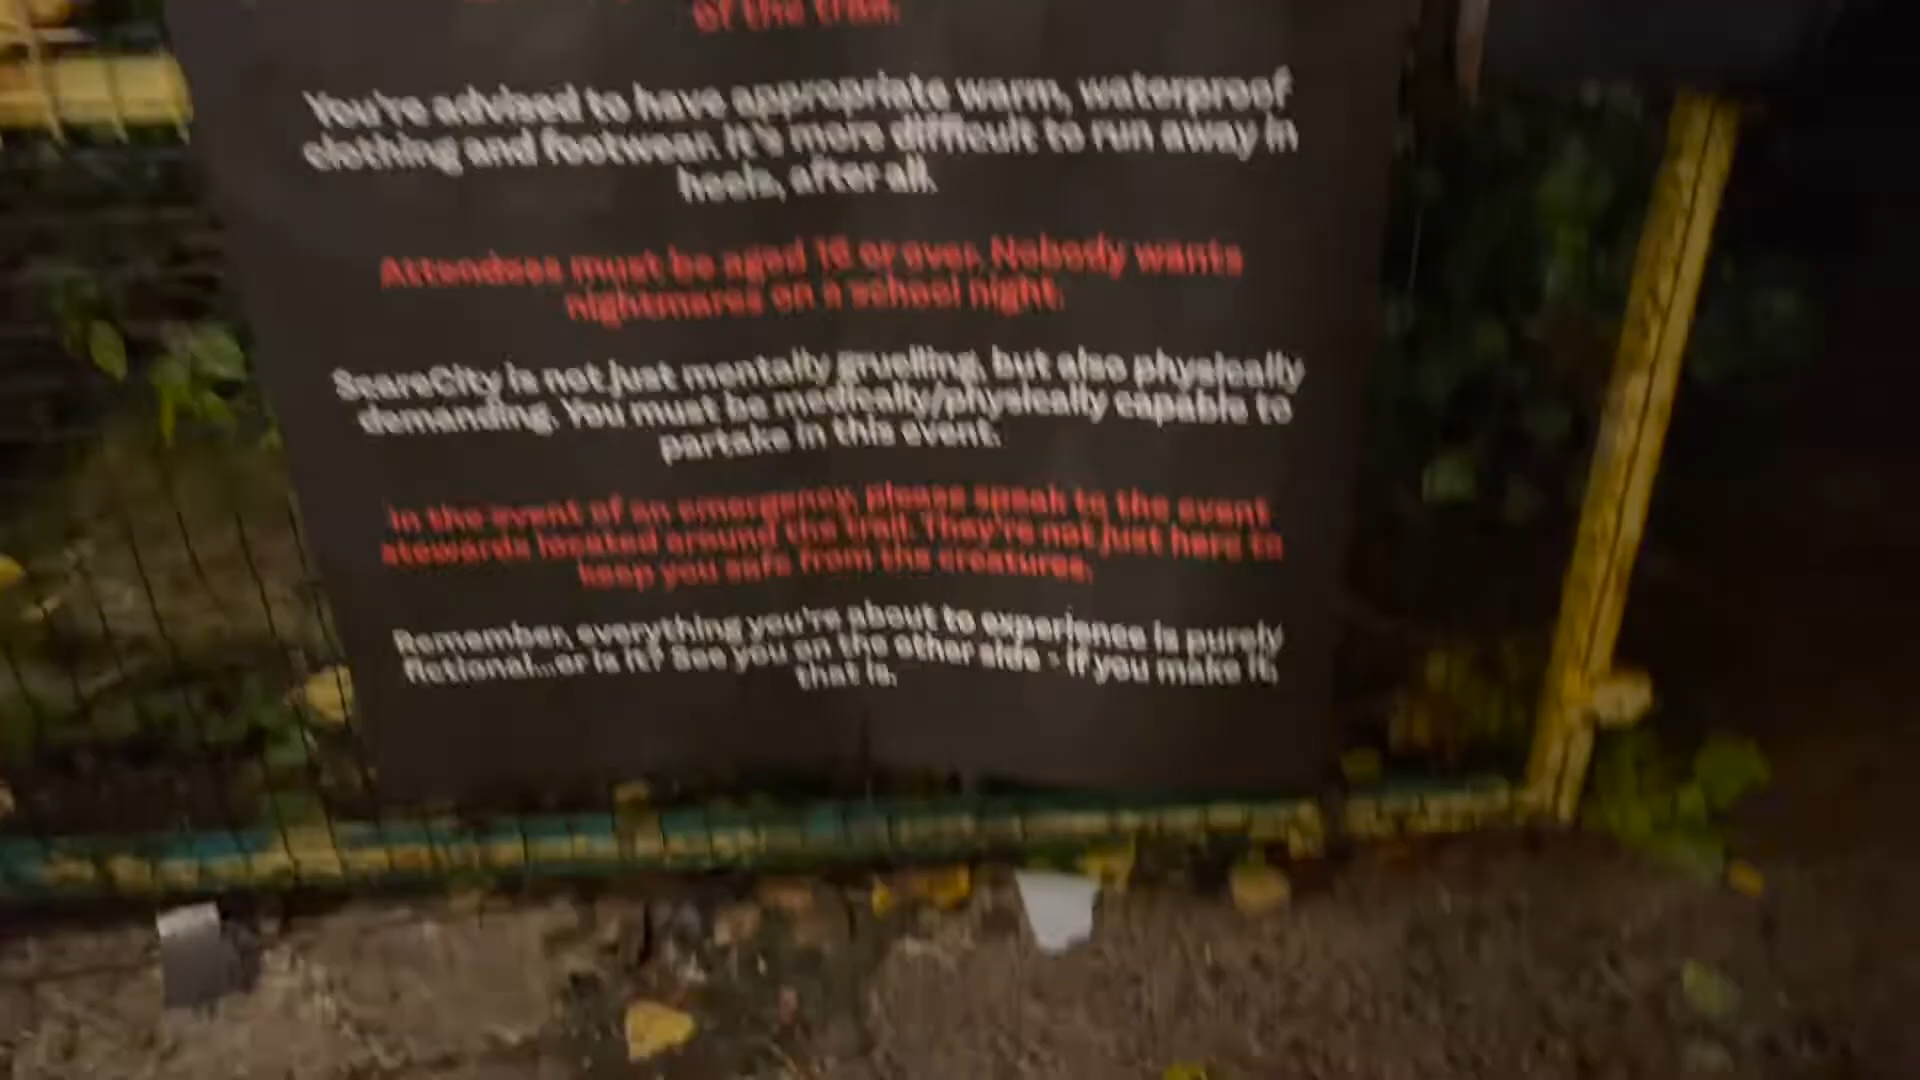 of the trail.
You're advised to have appropriate warm, waterproof
clothing and footwear. It's more difficult to run away in
heels, after all.
Attendees must be aged 16 or over. Nobody wants
nightmares on a school night.
ScareCity is not just mentally gruelling, but also physically
demanding. You must be medically/physically capable to
partake in this event.
In the event of an emergency, please speak to the event
stewards located around the trail. They're not just here to
keep you safe from the creatures.
Remember, everything you're about to experience is purely
fictional...or is it? See you on the other side - if you make it,
that is.